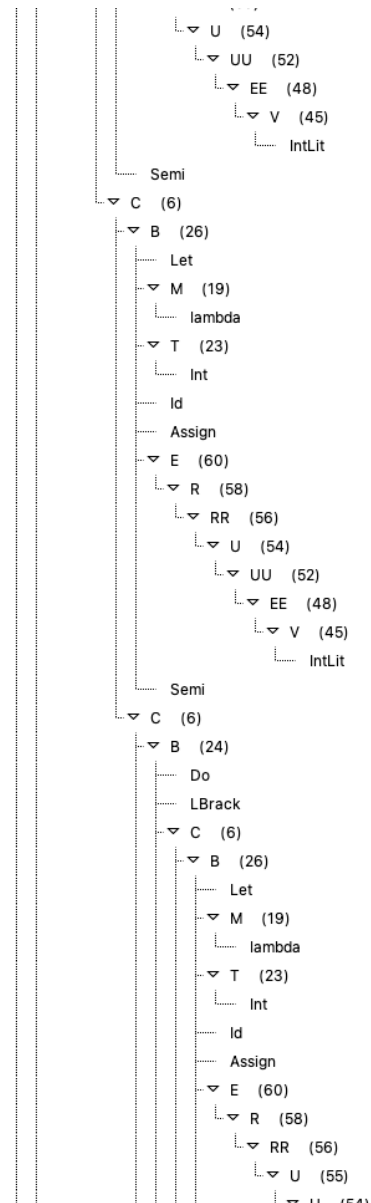 U (54)
UU (52)
EE (48)
V (45)
IntLit
Semi
C (6)
B (26)
Let
M (19)
lambda
T (23)
Int
Id
Assign
E (60)
R (58)
RR (56)
U (54)
UU (52)
EE (48)
V (45)
IntLit
Semi
C (6)
B (24)
Do
LBrack
C (6)
B (26)
Let
M (19)
lambda
T (23)
Int
Id
Assign
E (60)
R (58)
RR (56)
U (55)
U (54)